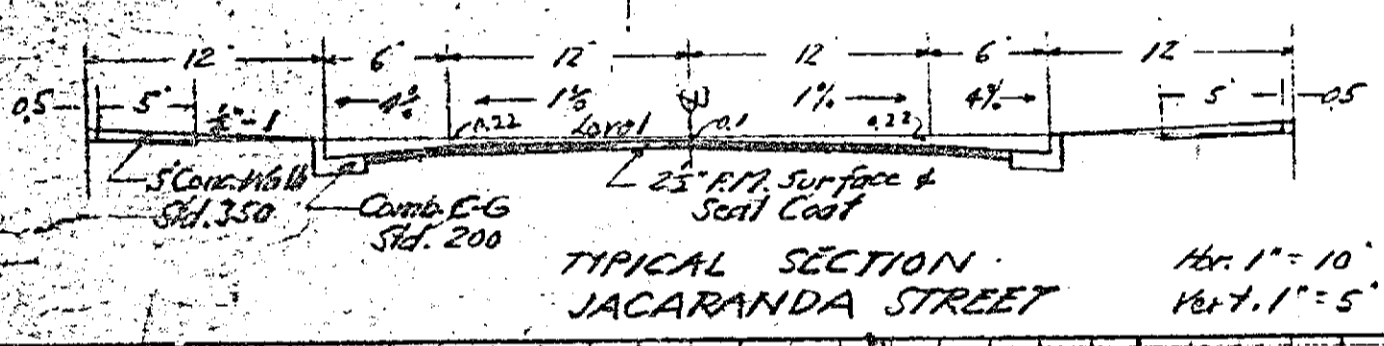 12' 6' 12' 12 6' 12'
0.5 5' 4% 1% 1% 4% 5' 0.5
½"-1 0.22 Level 0.1 0.22
5' Conc. Walk
Std. 350
Comb. C-G
Std. 200
2½" P.M. Surface &
Seal Coat
TYPICAL SECTION
JACARANDA STREET
Hor. 1" = 10'
Vert. 1" = 5'